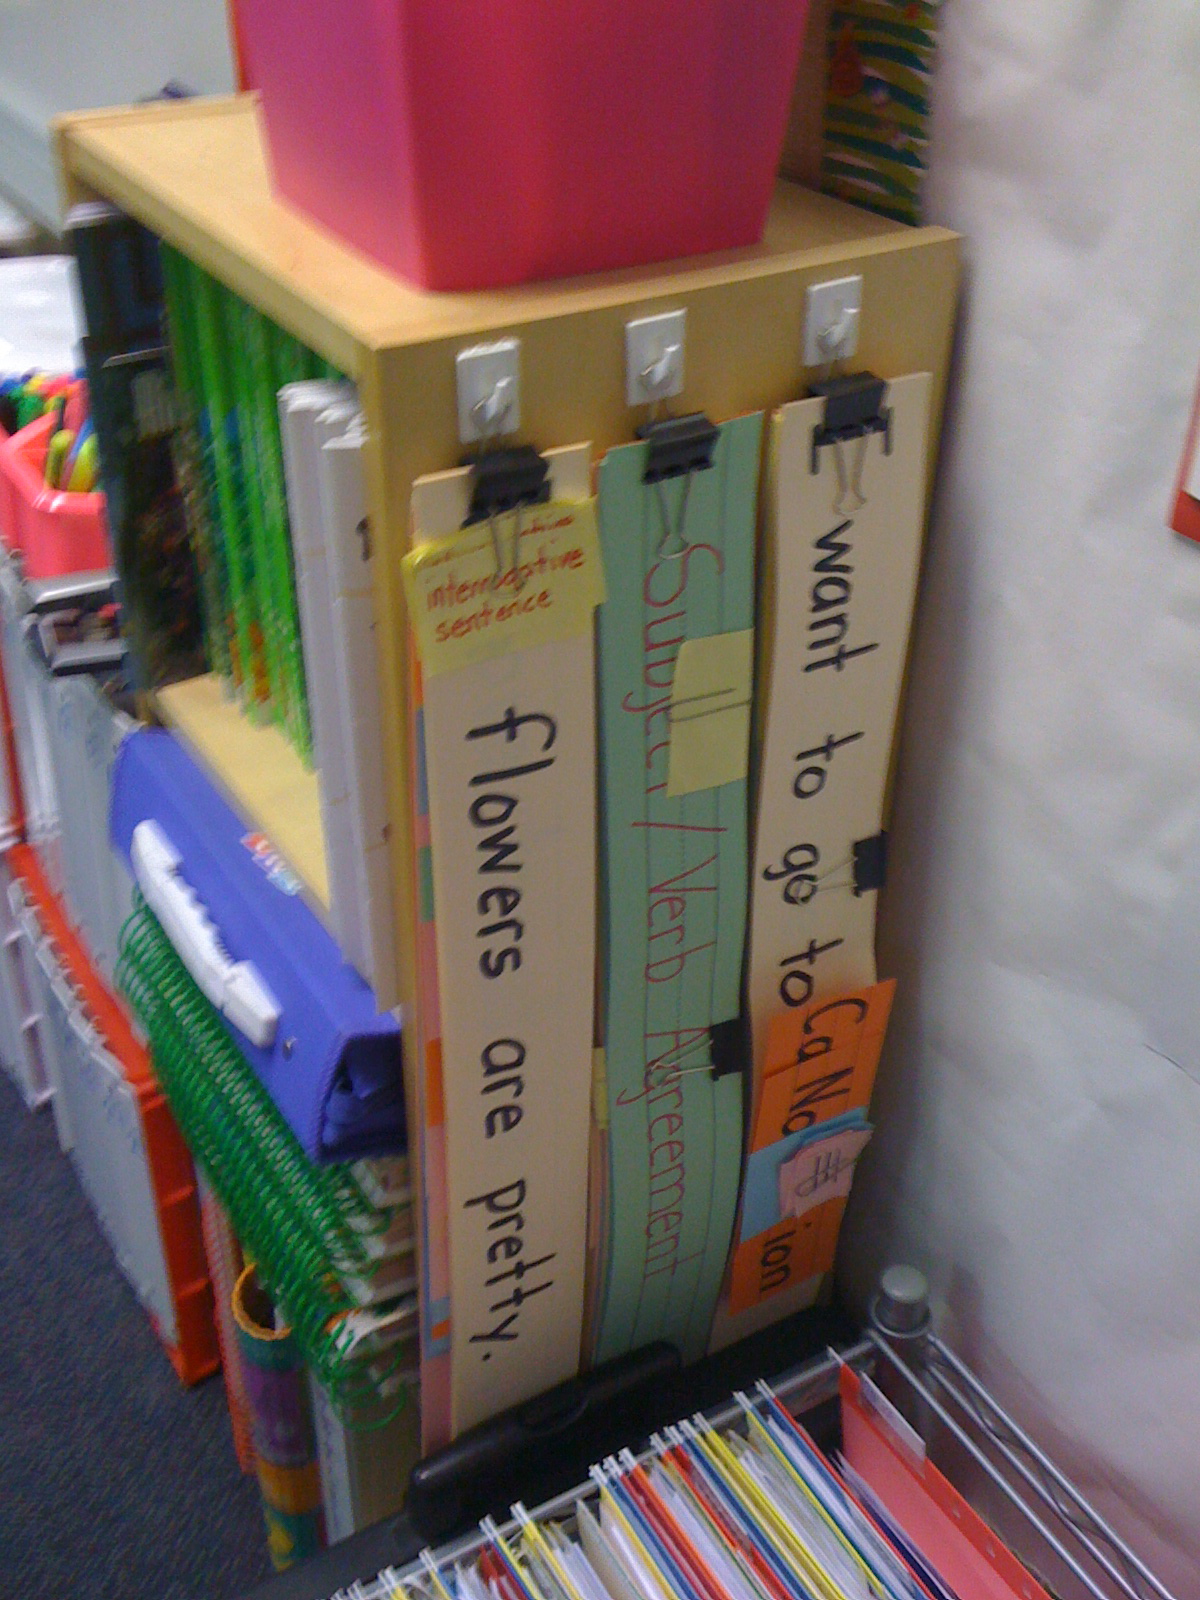 interrogative
sentence
flowers are pretty.
Subject / Verb Agreement
I want to go to
Ca No
#
ion